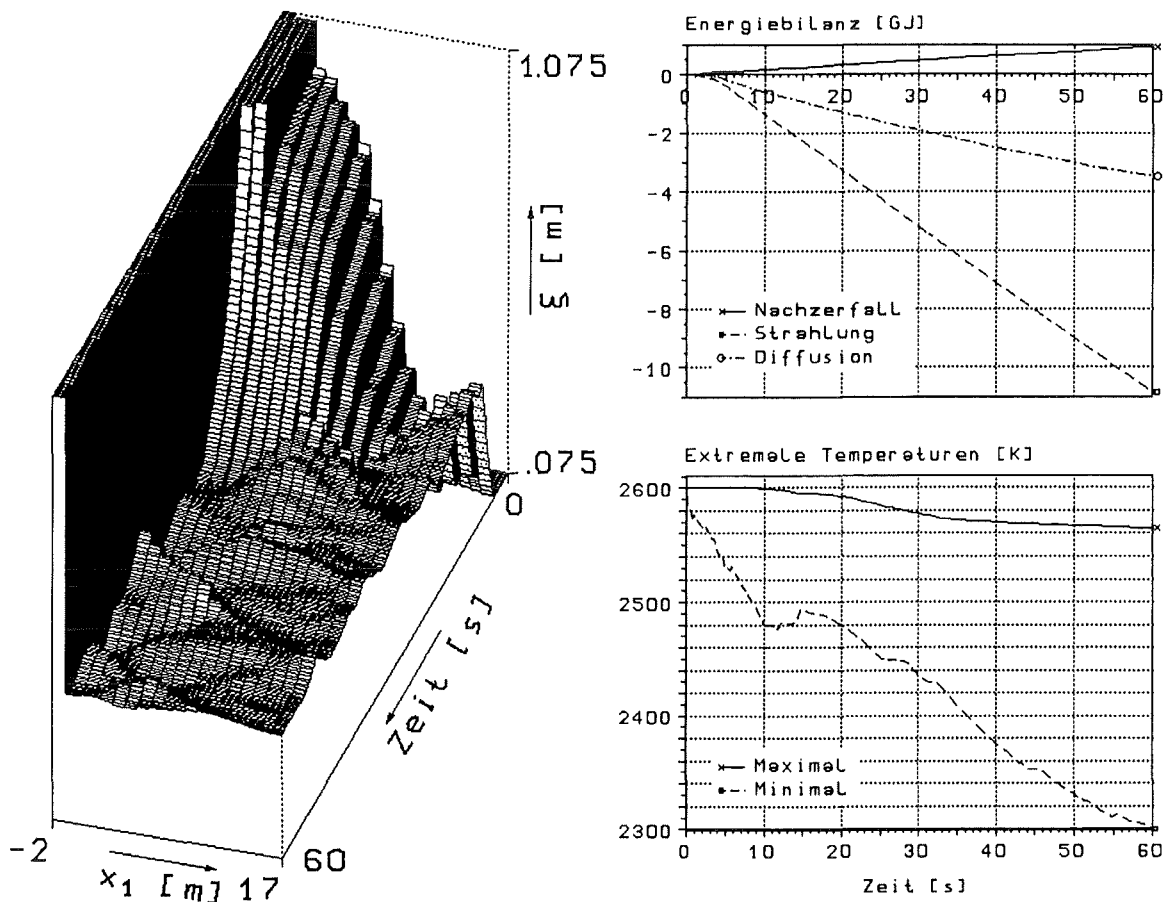 1.075
ξ [m]
.075
0
Zeit [s]
60
-2
x1 [m] 17
Energiebilanz [GJ]
0
0 10 20 30 40 50 60
-2
-4
-6
-8
-10
Nachzerfall
Strahlung
Diffusion
Extremale Temperaturen [K]
2600
2500
2400
2300
Maximal
Minimal
0 10 20 30 40 50 60
Zeit [s]